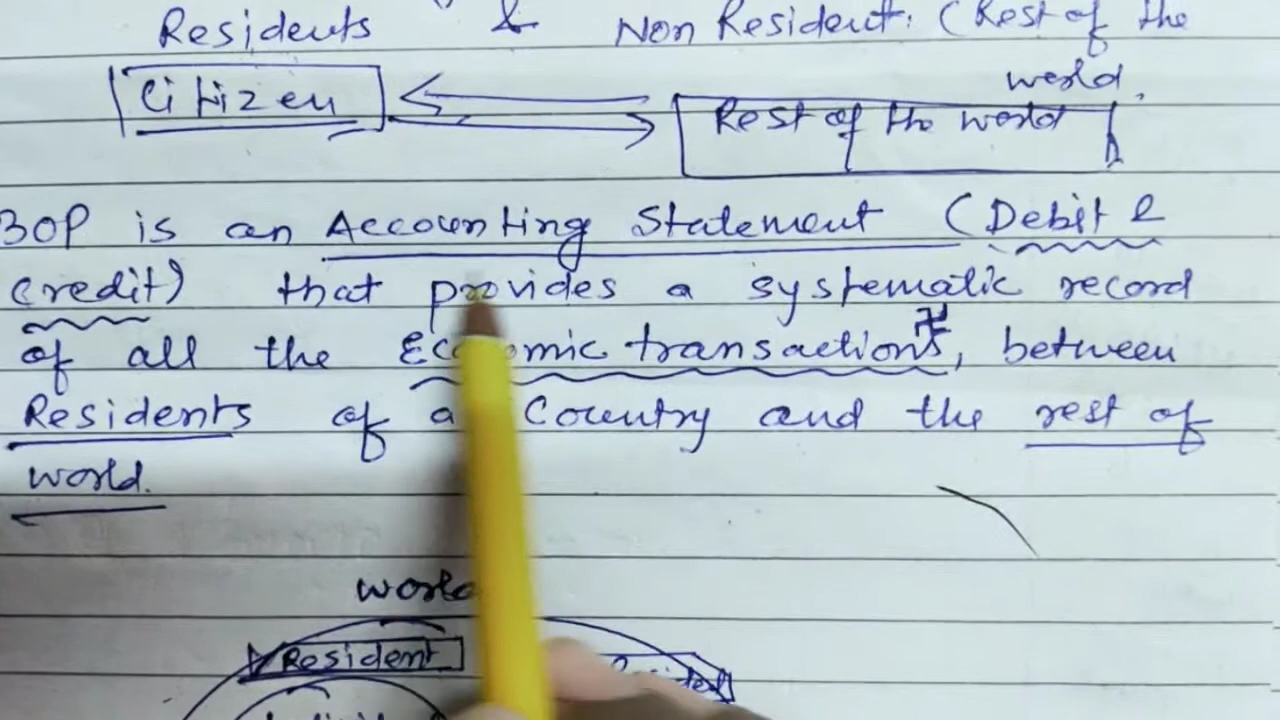 Residents & Non Resident: (Rest of the
world.
Citizen
Rest of the world
BOP is an Accounting Statement (Debit &
credit) that provides a systematic record
of all the Economic transactions, between
Residents of a Country and the rest of
world.
world
Resident